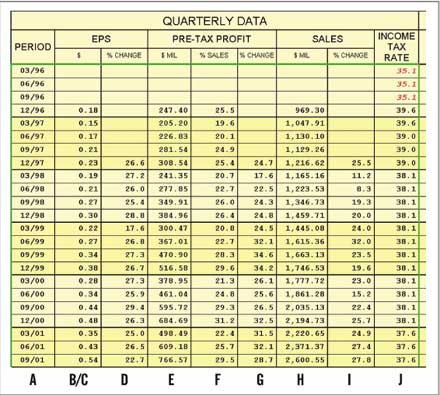 QUARTERLY DATA
PERIOD EPS PRE-TAX PROFIT SALES INCOME TAX RATE
$ % CHANGE $ MIL % SALES % CHANGE $ MIL % CHANGE
03/96 35.1
06/96 35.1
09/96 35.1
12/96 0.18 247.40 25.5 969.30 39.6
03/97 0.15 205.20 19.6 1,047.91 39.6
06/97 0.17 226.83 20.1 1,130.10 39.0
09/97 0.21 281.54 24.9 1,129.26 39.0
12/97 0.23 26.6 308.54 25.4 24.7 1,216.62 25.5 39.0
03/98 0.19 27.2 241.35 20.7 17.6 1,165.16 11.2 38.1
06/98 0.21 26.0 277.85 22.7 22.5 1,223.53 8.3 38.1
09/98 0.27 25.4 349.91 26.0 24.3 1,346.73 19.3 38.1
12/98 0.30 28.8 384.96 26.4 24.8 1,459.71 20.0 38.1
03/99 0.22 17.6 300.47 20.8 24.5 1,445.08 24.0 38.1
06/99 0.27 26.8 367.01 22.7 32.1 1,615.36 32.0 38.1
09/99 0.34 27.3 470.90 28.3 34.6 1,663.13 23.5 38.1
12/99 0.38 26.7 516.58 29.6 34.2 1,746.53 19.6 38.1
03/00 0.28 27.3 378.95 21.3 26.1 1,777.72 23.0 38.1
06/00 0.34 25.9 461.04 24.8 25.6 1,861.28 15.2 38.1
09/00 0.44 29.4 595.72 29.3 26.5 2,035.13 22.4 38.1
12/00 0.48 26.3 684.69 31.2 32.5 2,194.73 25.7 38.1
03/01 0.35 25.0 498.49 22.4 31.5 2,220.65 24.9 37.6
06/01 0.43 26.5 609.18 25.7 32.1 2,371.37 27.4 37.6
09/01 0.54 22.7 766.57 29.5 28.7 2,600.55 27.8 37.6
A B/C D E F G H I J